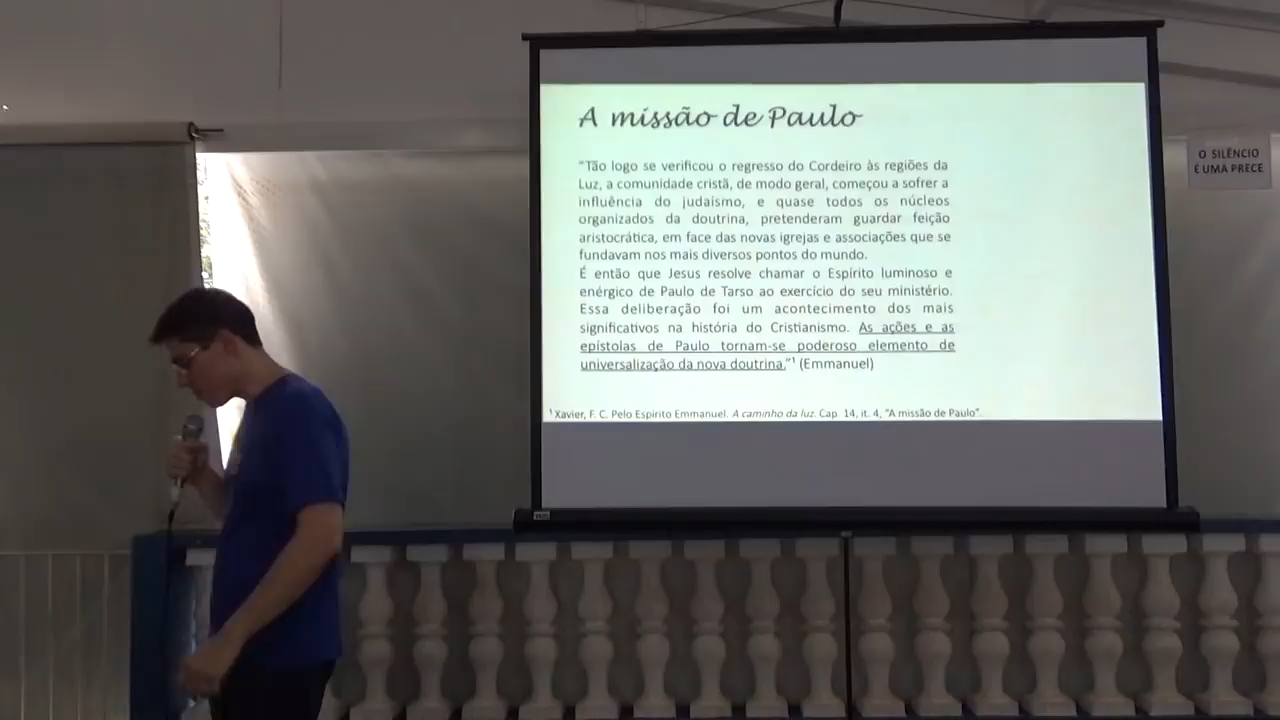 A missão de Paulo
"Tão logo se verificou o regresso do Cordeiro às regiões da
Luz, a comunidade cristã, de modo geral, começou a sofrer a
influência do judaísmo, e quase todos os núcleos
organizados da doutrina, pretenderam guardar feição
aristocrática, em face das novas igrejas e associações que se
fundavam nos mais diversos pontos do mundo.
É então que Jesus resolve chamar o Espírito luminoso e
enérgico de Paulo de Tarso ao exercício do seu ministério.
Essa deliberação foi um acontecimento dos mais
significativos na história do Cristianismo. As ações e as
epístolas de Paulo tornam-se poderoso elemento de
universalização da nova doutrina."¹ (Emmanuel)
¹ Xavier, F. C. Pelo Espírito Emmanuel. A caminho da luz. Cap. 14, it. 4, "A missão de Paulo".
O SILÊNCIO
É UMA PRECE